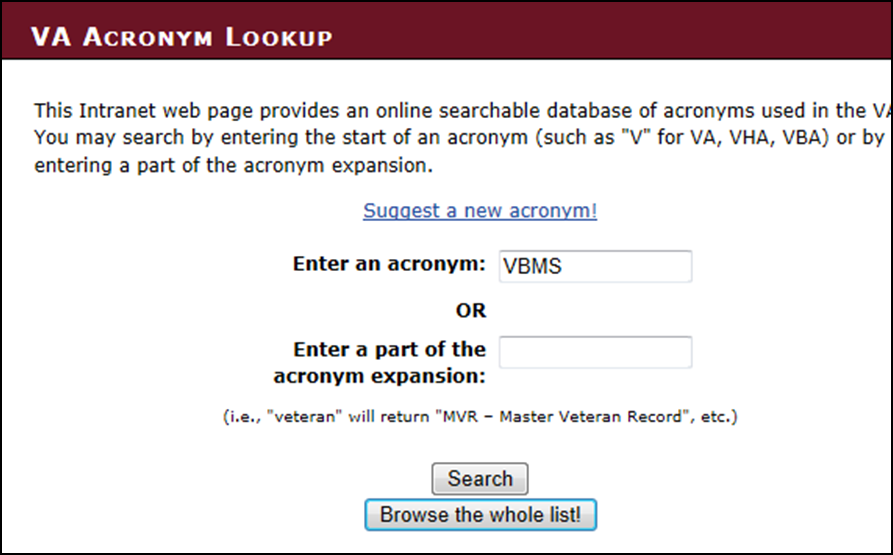 VA ACRONYM LOOKUP
This Intranet web page provides an online searchable database of acronyms used in the VA
You may search by entering the start of an acronym (such as "V" for VA, VHA, VBA) or by
entering a part of the acronym expansion.
Suggest a new acronym!
Enter an acronym: VBMS
OR
Enter a part of the
acronym expansion:
(i.e., "veteran" will return "MVR – Master Veteran Record", etc.)
Search
Browse the whole list!